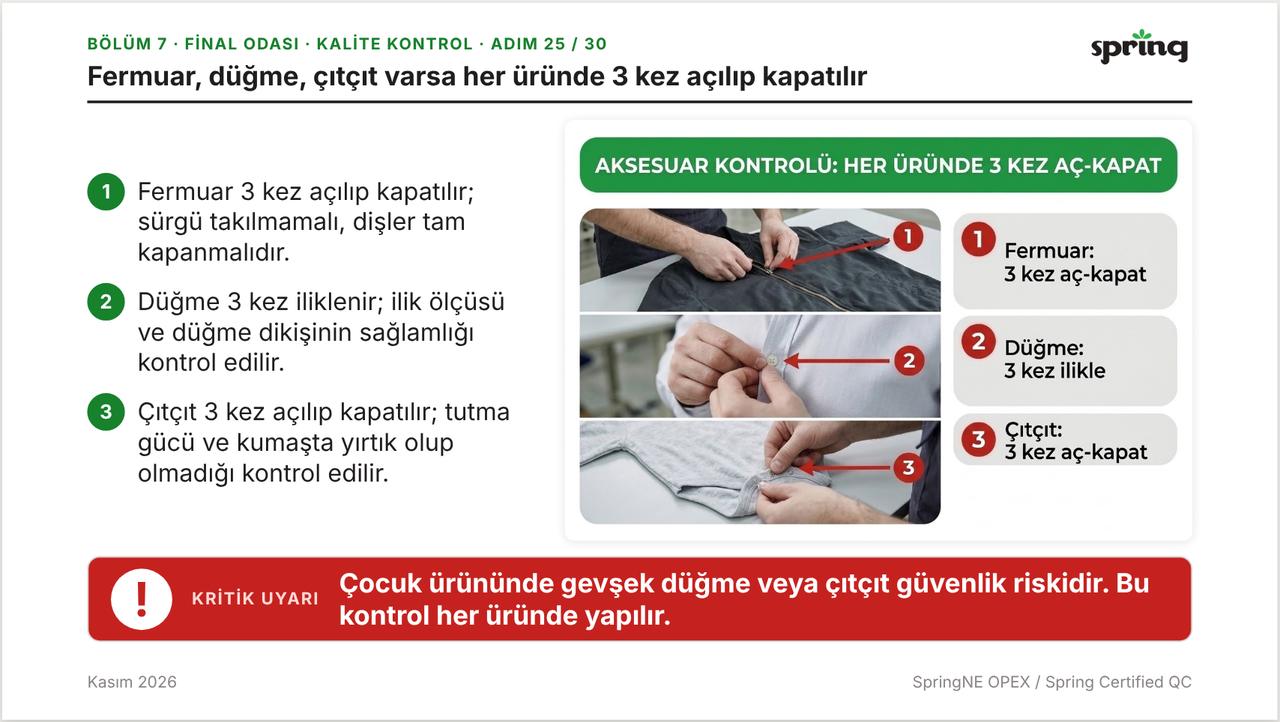 BÖLÜM 7 · FİNAL ODASI · KALİTE KONTROL · ADIM 25 / 30
spring
Fermuar, düğme, çıtçıt varsa her üründe 3 kez açılıp kapatılır
1 Fermuar 3 kez açılıp kapatılır;
sürgü takılmamalı, dişler tam
kapanmalıdır.
2 Düğme 3 kez iliklenir; ilik ölçüsü
ve düğme dikişinin sağlamlığı
kontrol edilir.
3 Çıtçıt 3 kez açılıp kapatılır; tutma
gücü ve kumaşta yırtık olup
olmadığı kontrol edilir.
AKSESUAR KONTROLÜ: HER ÜRÜNDE 3 KEZ AÇ-KAPAT
1
2
3
1 Fermuar:
3 kez aç-kapat
2 Düğme:
3 kez ilikle
3 Çıtçıt:
3 kez aç-kapat
! KRİTİK UYARI
Çocuk ürününde gevşek düğme veya çıtçıt güvenlik riskidir. Bu
kontrol her üründe yapılır.
Kasım 2026
SpringNE OPEX / Spring Certified QC